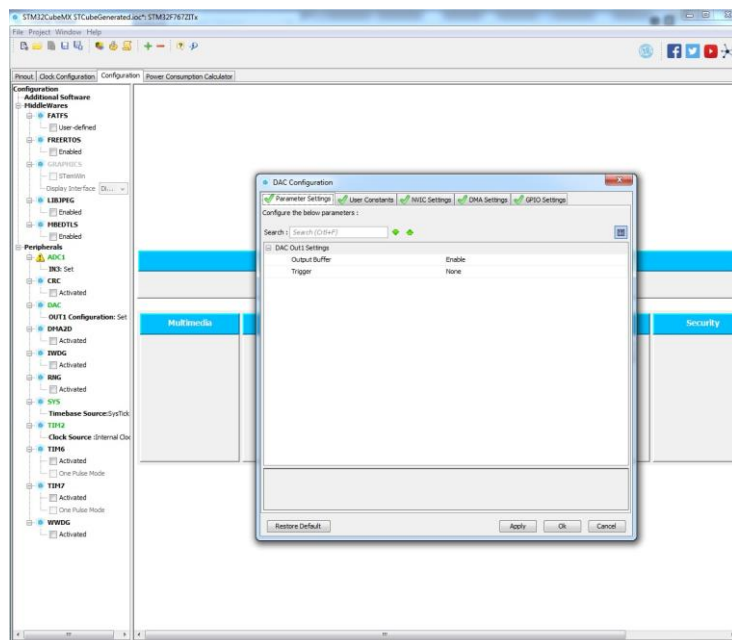 STM32CubeMX STCubeGenerated.ioc*: STM32F767ZITx
File Project Window Help
Pinout Clock Configuration Configuration Power Consumption Calculator
Configuration
Additional Software
MiddleWares
FATFS
User-defined
FREERTOS
Enabled
GRAPHICS
STemWin
Display Interface Di...
LIBJPEG
Enabled
MBEDTLS
Enabled
Peripherals
ADC1
IN3: Set
CRC
Activated
DAC
OUT1 Configuration: Set
DMA2D
Activated
IWDG
Activated
RNG
Activated
SYS
Timebase Source:SysTick
TIM2
Clock Source :Internal Cloc
TIM6
Activated
One Pulse Mode
TIM7
Activated
One Pulse Mode
WWDG
Activated
Multimedia
Security
DAC Configuration
Parameter Settings User Constants NVIC Settings DMA Settings GPIO Settings
Configure the below parameters :
Search : Search (Ctrl+F)
DAC Out1 Settings
Output Buffer Enable
Trigger None
Restore Default Apply Ok Cancel